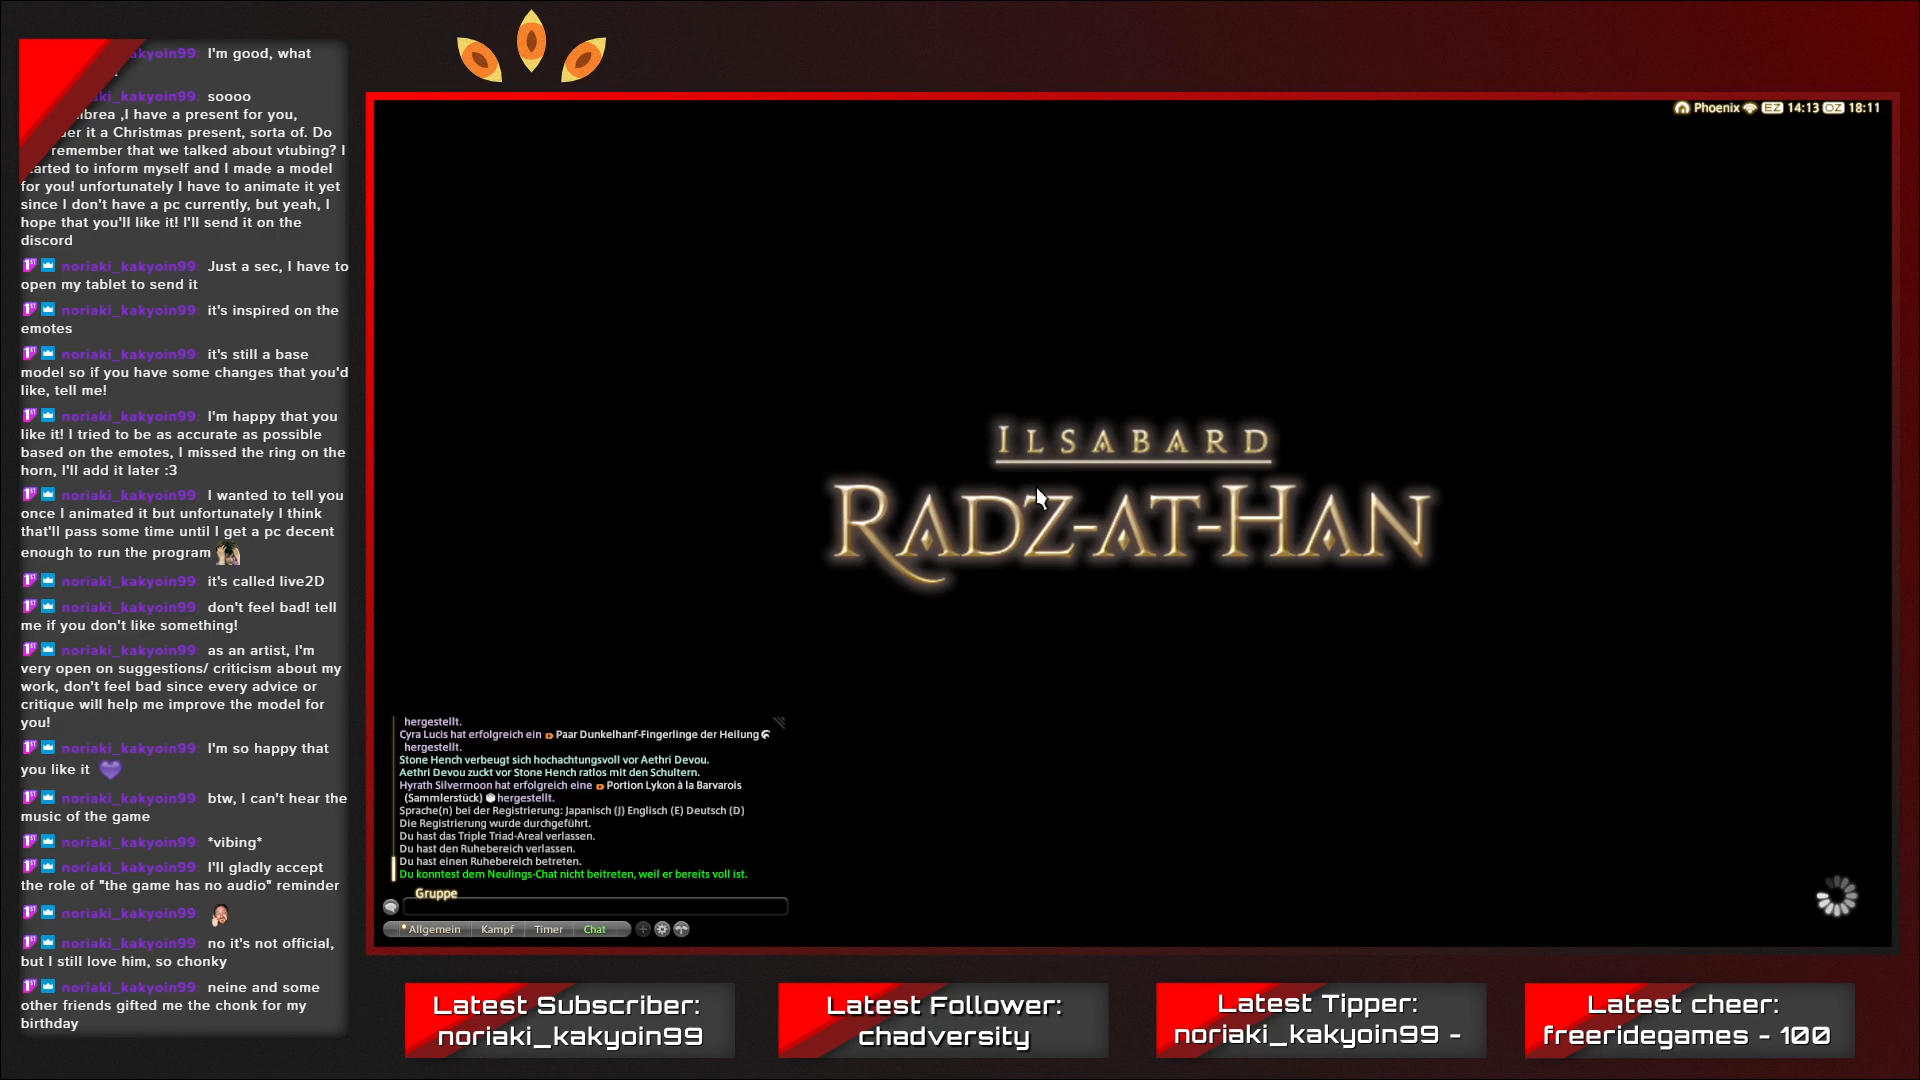 akyoin99: I'm good, what
aki_kakyoin99: soooo
brea ,I have a present for you,
er it a Christmas present, sorta of. Do
remember that we talked about vtubing? I
arted to inform myself and I made a model
for you! unfortunately I have to animate it yet
since I don't have a pc currently, but yeah, I
hope that you'll like it! I'll send it on the
discord
noriaki_kakyoin99: Just a sec, I have to
open my tablet to send it
noriaki_kakyoin99: it's inspired on the
emotes
noriaki_kakyoin99: it's still a base
model so if you have some changes that you'd
like, tell me!
noriaki_kakyoin99: I'm happy that you
like it! I tried to be as accurate as possible
based on the emotes, I missed the ring on the
horn, I'll add it later :3
noriaki_kakyoin99: I wanted to tell you
once I animated it but unfortunately I think
that'll pass some time until I get a pc decent
enough to run the program
noriaki_kakyoin99: it's called live2D
noriaki_kakyoin99: don't feel bad! tell
me if you don't like something!
noriaki_kakyoin99: as an artist, I'm
very open on suggestions/ criticism about my
work, don't feel bad since every advice or
critique will help me improve the model for
you!
noriaki_kakyoin99: I'm so happy that
you like it
noriaki_kakyoin99: btw, I can't hear the
music of the game
noriaki_kakyoin99: *vibing*
noriaki_kakyoin99: I'll gladly accept
the role of "the game has no audio" reminder
noriaki_kakyoin99:
noriaki_kakyoin99: no it's not official,
but I still love him, so chonky
noriaki_kakyoin99: neine and some
other friends gifted me the chonk for my
birthday
Phoenix EZ 14:13 OZ 18:11
ILSABARD
RADZ-AT-HAN
hergestellt.
Cyra Lucis hat erfolgreich ein Paar Dunkelhanf-Fingerlinge der Heilung
hergestellt.
Stone Hench verbeugt sich hochachtungsvoll vor Aethri Devou.
Aethri Devou zuckt vor Stone Hench ratlos mit den Schultern.
Hyrath Silvermoon hat erfolgreich eine Portion Lykon à la Barvarois
(Sammlerstück) hergestellt.
Sprache(n) bei der Registrierung: Japanisch (J) Englisch (E) Deutsch (D)
Die Registrierung wurde durchgeführt.
Du hast das Triple Triad-Areal verlassen.
Du hast den Ruhebereich verlassen.
Du hast einen Ruhebereich betreten.
Du konntest dem Neulings-Chat nicht beitreten, weil er bereits voll ist.
Gruppe
Allgemein Kampf Timer Chat
Latest Subscriber:
noriaki_kakyoin99
Latest Follower:
chadversity
Latest Tipper:
noriaki_kakyoin99 -
Latest cheer:
freeridegames - 100